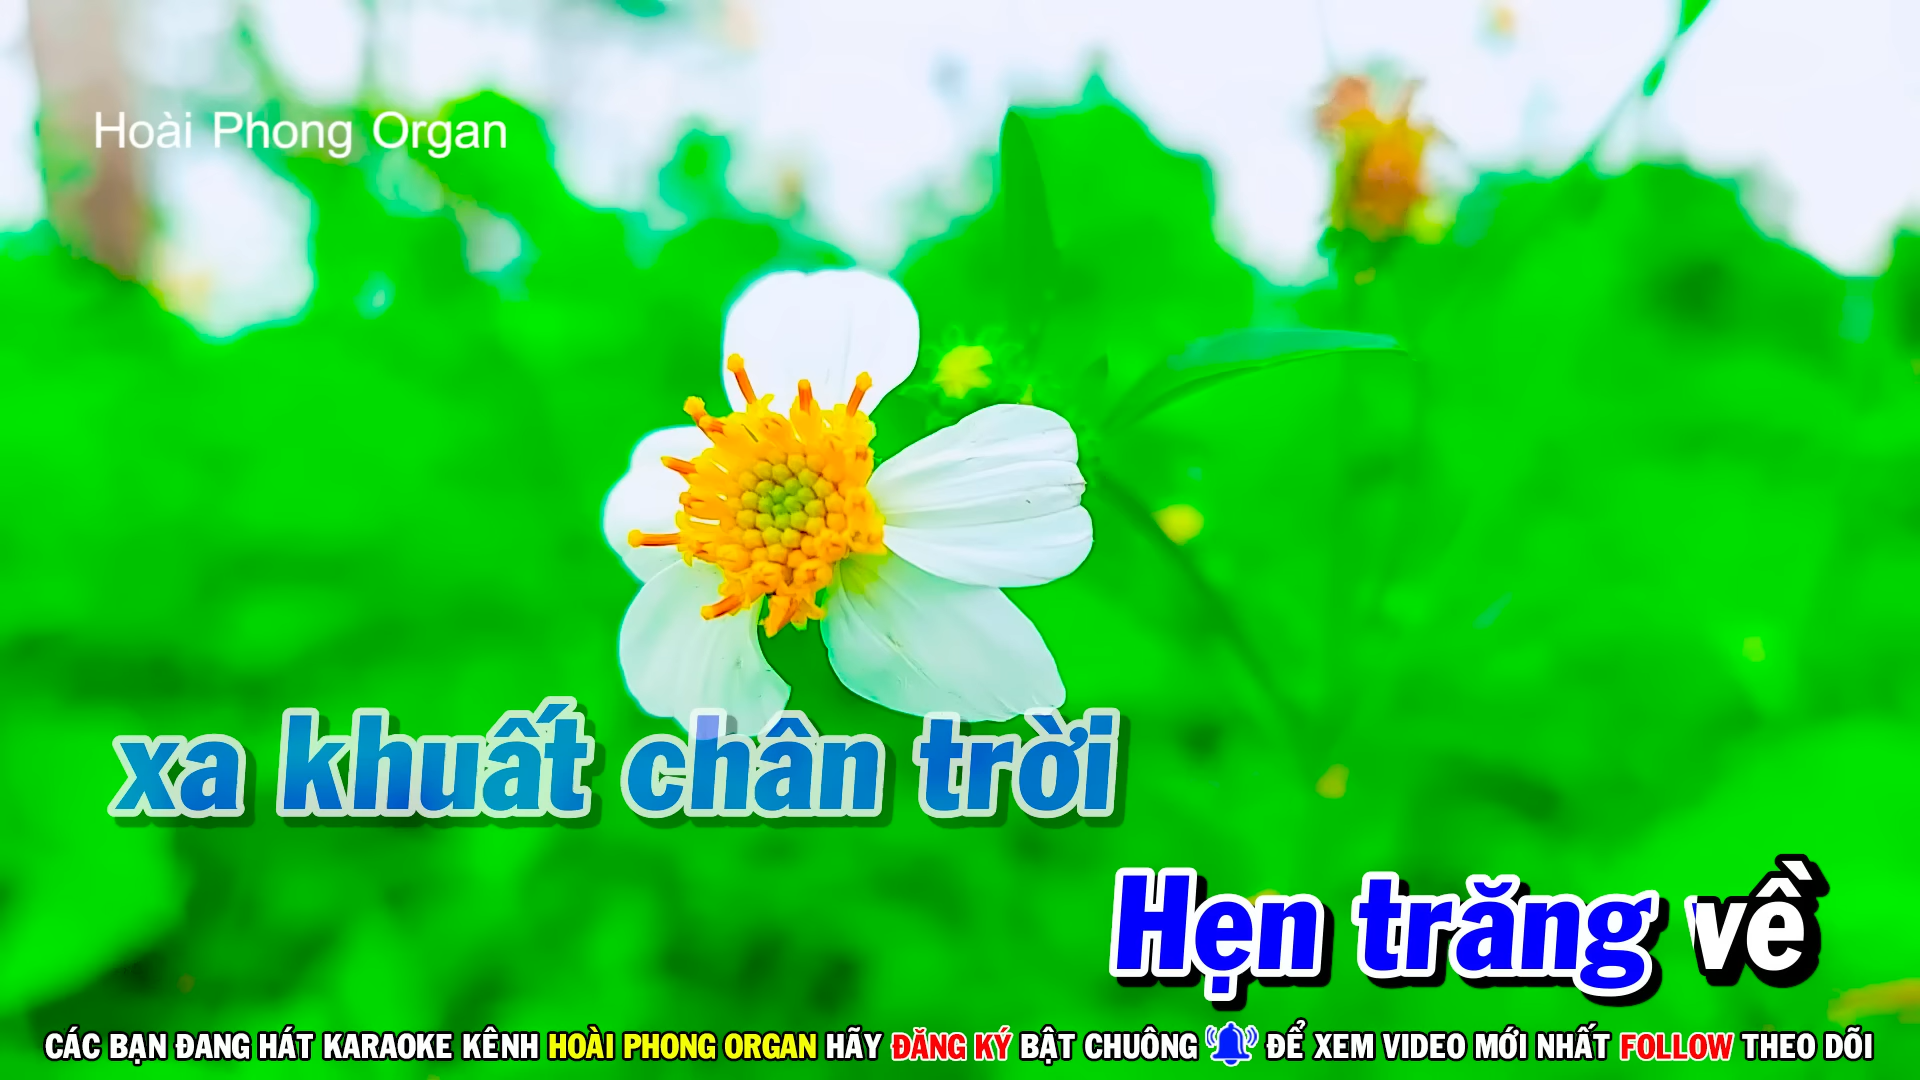 Hoài Phong Organ
xa khuất chân trời
Hẹn trăng về
CÁC BẠN ĐANG HÁT KARAOKE KÊNH HOÀI PHONG ORGAN HÃY ĐĂNG KÝ BẬT CHUÔNG ĐỂ XEM VIDEO MỚI NHẤT FOLLOW THEO DÕI